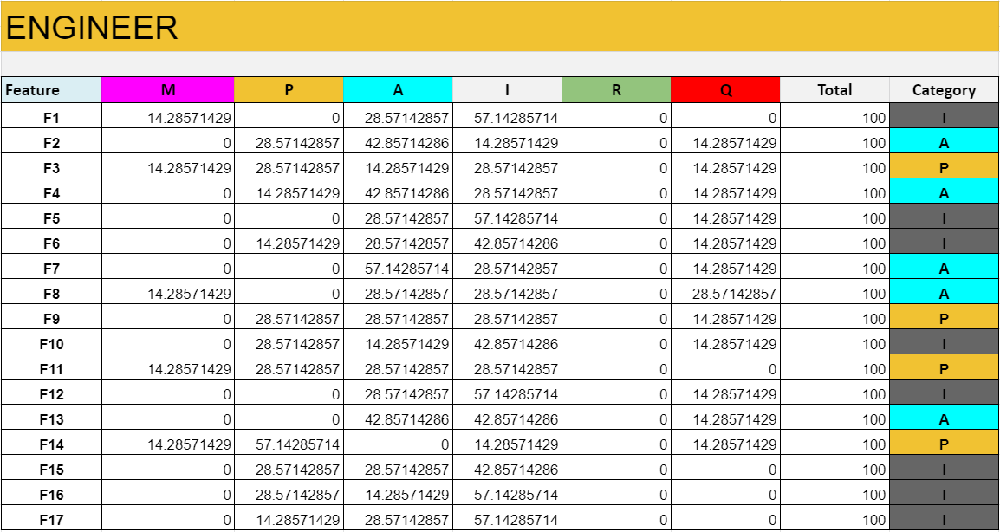 ENGINEER
Feature M P A I R Q Total Category
F1 14.28571429 0 28.57142857 57.14285714 0 0 100 I
F2 0 28.57142857 42.85714286 14.28571429 0 14.28571429 100 A
F3 14.28571429 28.57142857 14.28571429 28.57142857 0 14.28571429 100 P
F4 0 14.28571429 42.85714286 28.57142857 0 14.28571429 100 A
F5 0 0 28.57142857 57.14285714 0 14.28571429 100 I
F6 0 14.28571429 28.57142857 42.85714286 0 14.28571429 100 I
F7 0 0 57.14285714 28.57142857 0 14.28571429 100 A
F8 14.28571429 0 28.57142857 28.57142857 0 28.57142857 100 A
F9 0 28.57142857 28.57142857 28.57142857 0 14.28571429 100 P
F10 0 28.57142857 14.28571429 42.85714286 0 14.28571429 100 I
F11 14.28571429 28.57142857 28.57142857 28.57142857 0 0 100 P
F12 0 0 28.57142857 57.14285714 0 14.28571429 100 I
F13 0 0 42.85714286 42.85714286 0 14.28571429 100 A
F14 14.28571429 57.14285714 0 14.28571429 0 14.28571429 100 P
F15 0 28.57142857 28.57142857 42.85714286 0 0 100 I
F16 0 28.57142857 14.28571429 57.14285714 0 0 100 I
F17 0 14.28571429 28.57142857 57.14285714 0 0 100 I